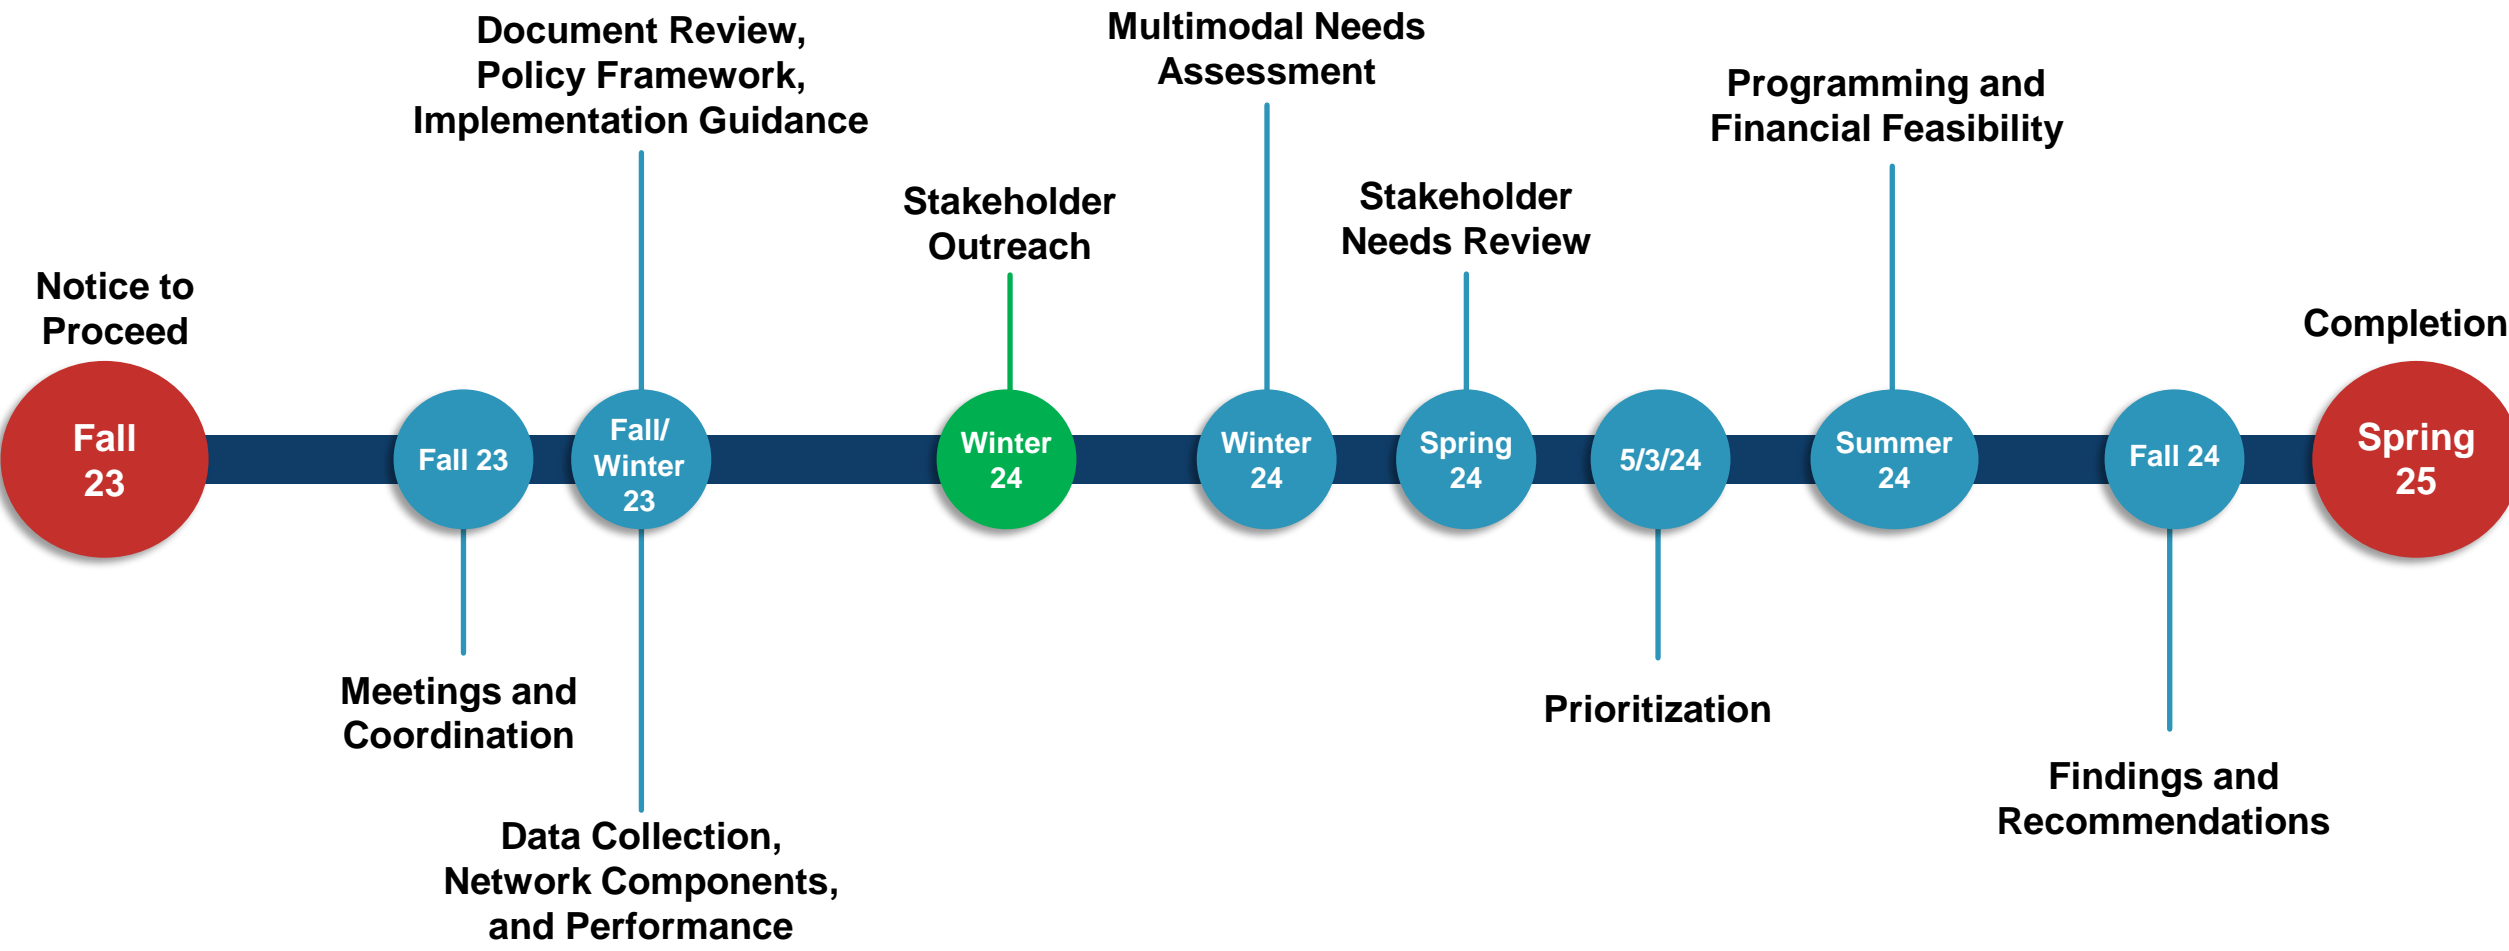 Notice to
Proceed
Fall
23
Fall 23
Meetings and
Coordination
Document Review,
Policy Framework,
Implementation Guidance
Fall/
Winter
23
Data Collection,
Network Components,
and Performance
Stakeholder
Outreach
Winter
24
Multimodal Needs
Assessment
Winter
24
Stakeholder
Needs Review
Spring
24
5/3/24
Prioritization
Programming and
Financial Feasibility
Summer
24
Fall 24
Findings and
Recommendations
Completion
Spring
25